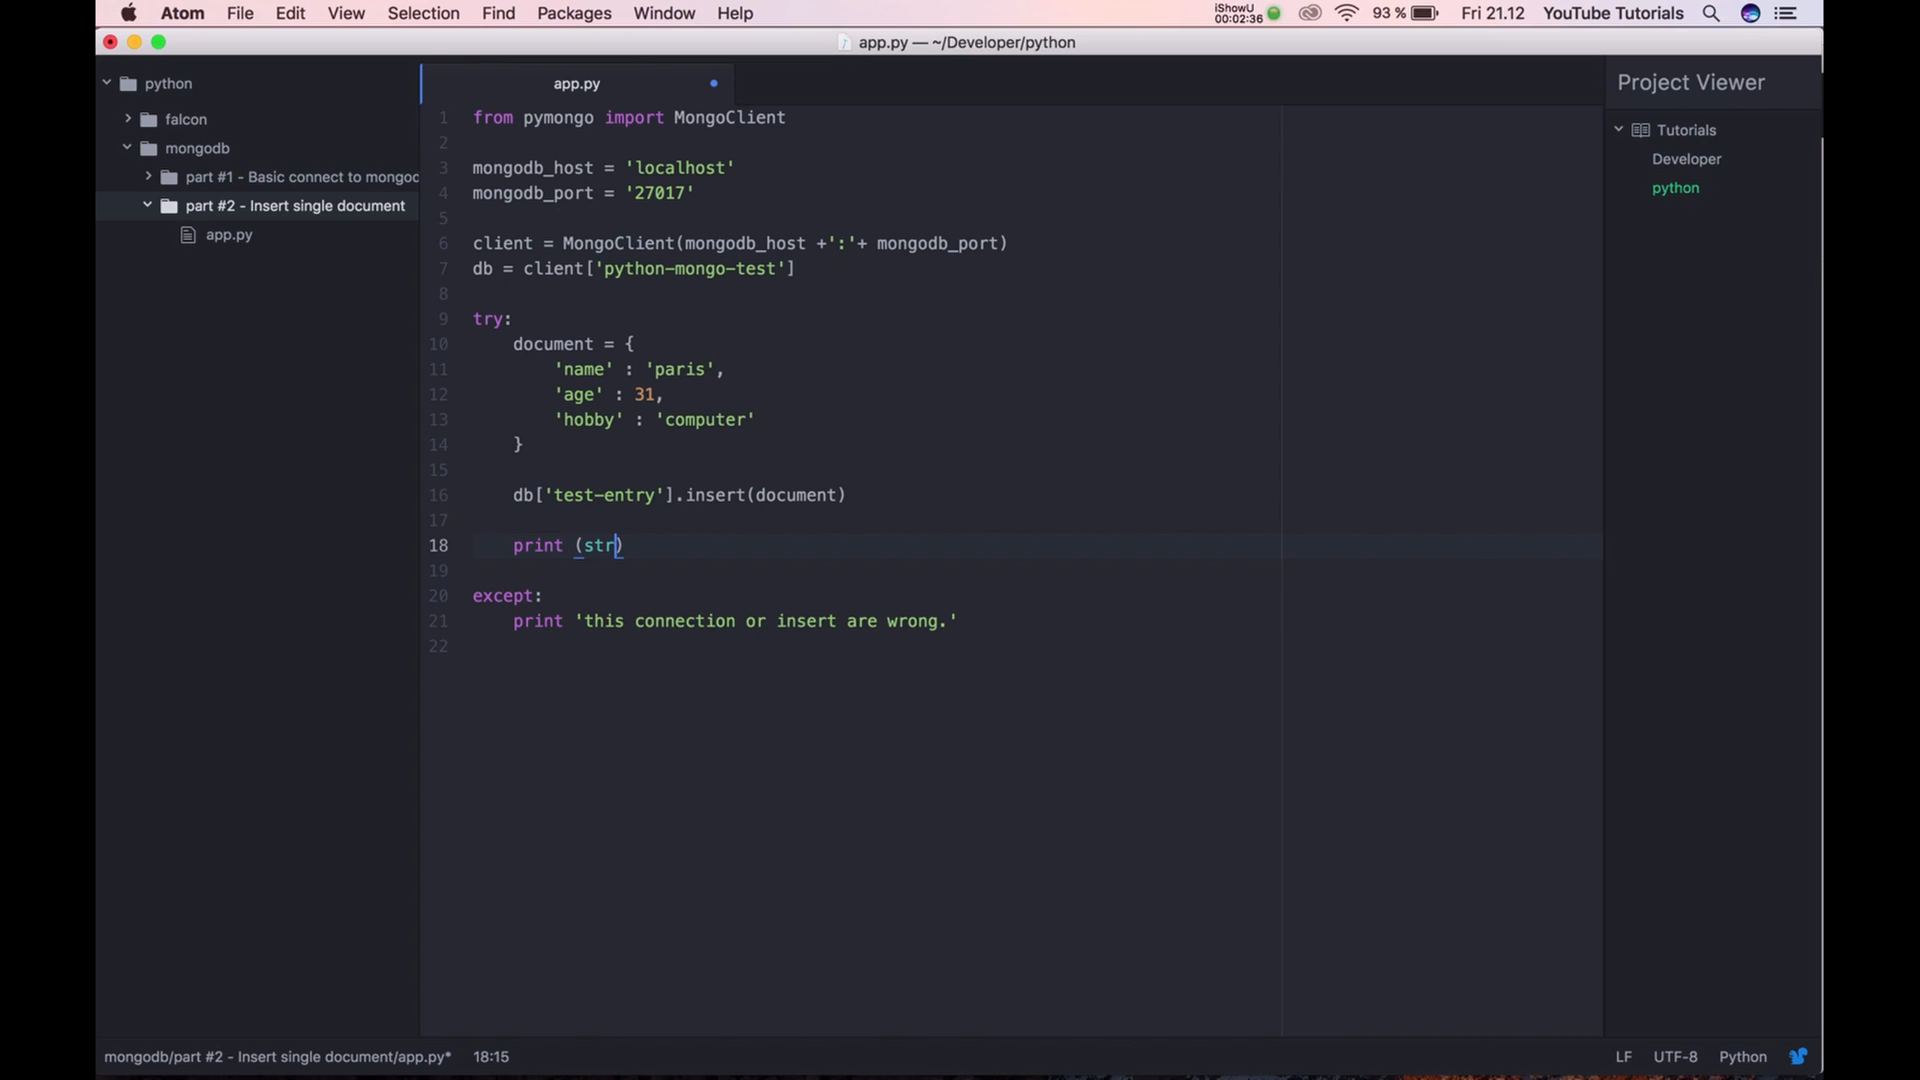 Atom File Edit View Selection Find Packages Window Help
iShowU
00:02:36
93 %
Fri 21.12
YouTube Tutorials
app.py — ~/Developer/python
python
falcon
mongodb
part #1 - Basic connect to mongod
part #2 - Insert single document
app.py
app.py
1 from pymongo import MongoClient
2
3 mongodb_host = 'localhost'
4 mongodb_port = '27017'
5
6 client = MongoClient(mongodb_host +':'+ mongodb_port)
7 db = client['python-mongo-test']
8
9 try:
10 document = {
11 'name' : 'paris',
12 'age' : 31,
13 'hobby' : 'computer'
14 }
15
16 db['test-entry'].insert(document)
17
18 print (str)
19
20 except:
21 print 'this connection or insert are wrong.'
22
Project Viewer
Tutorials
Developer
python
mongodb/part #2 - Insert single document/app.py* 18:15
LF UTF-8 Python